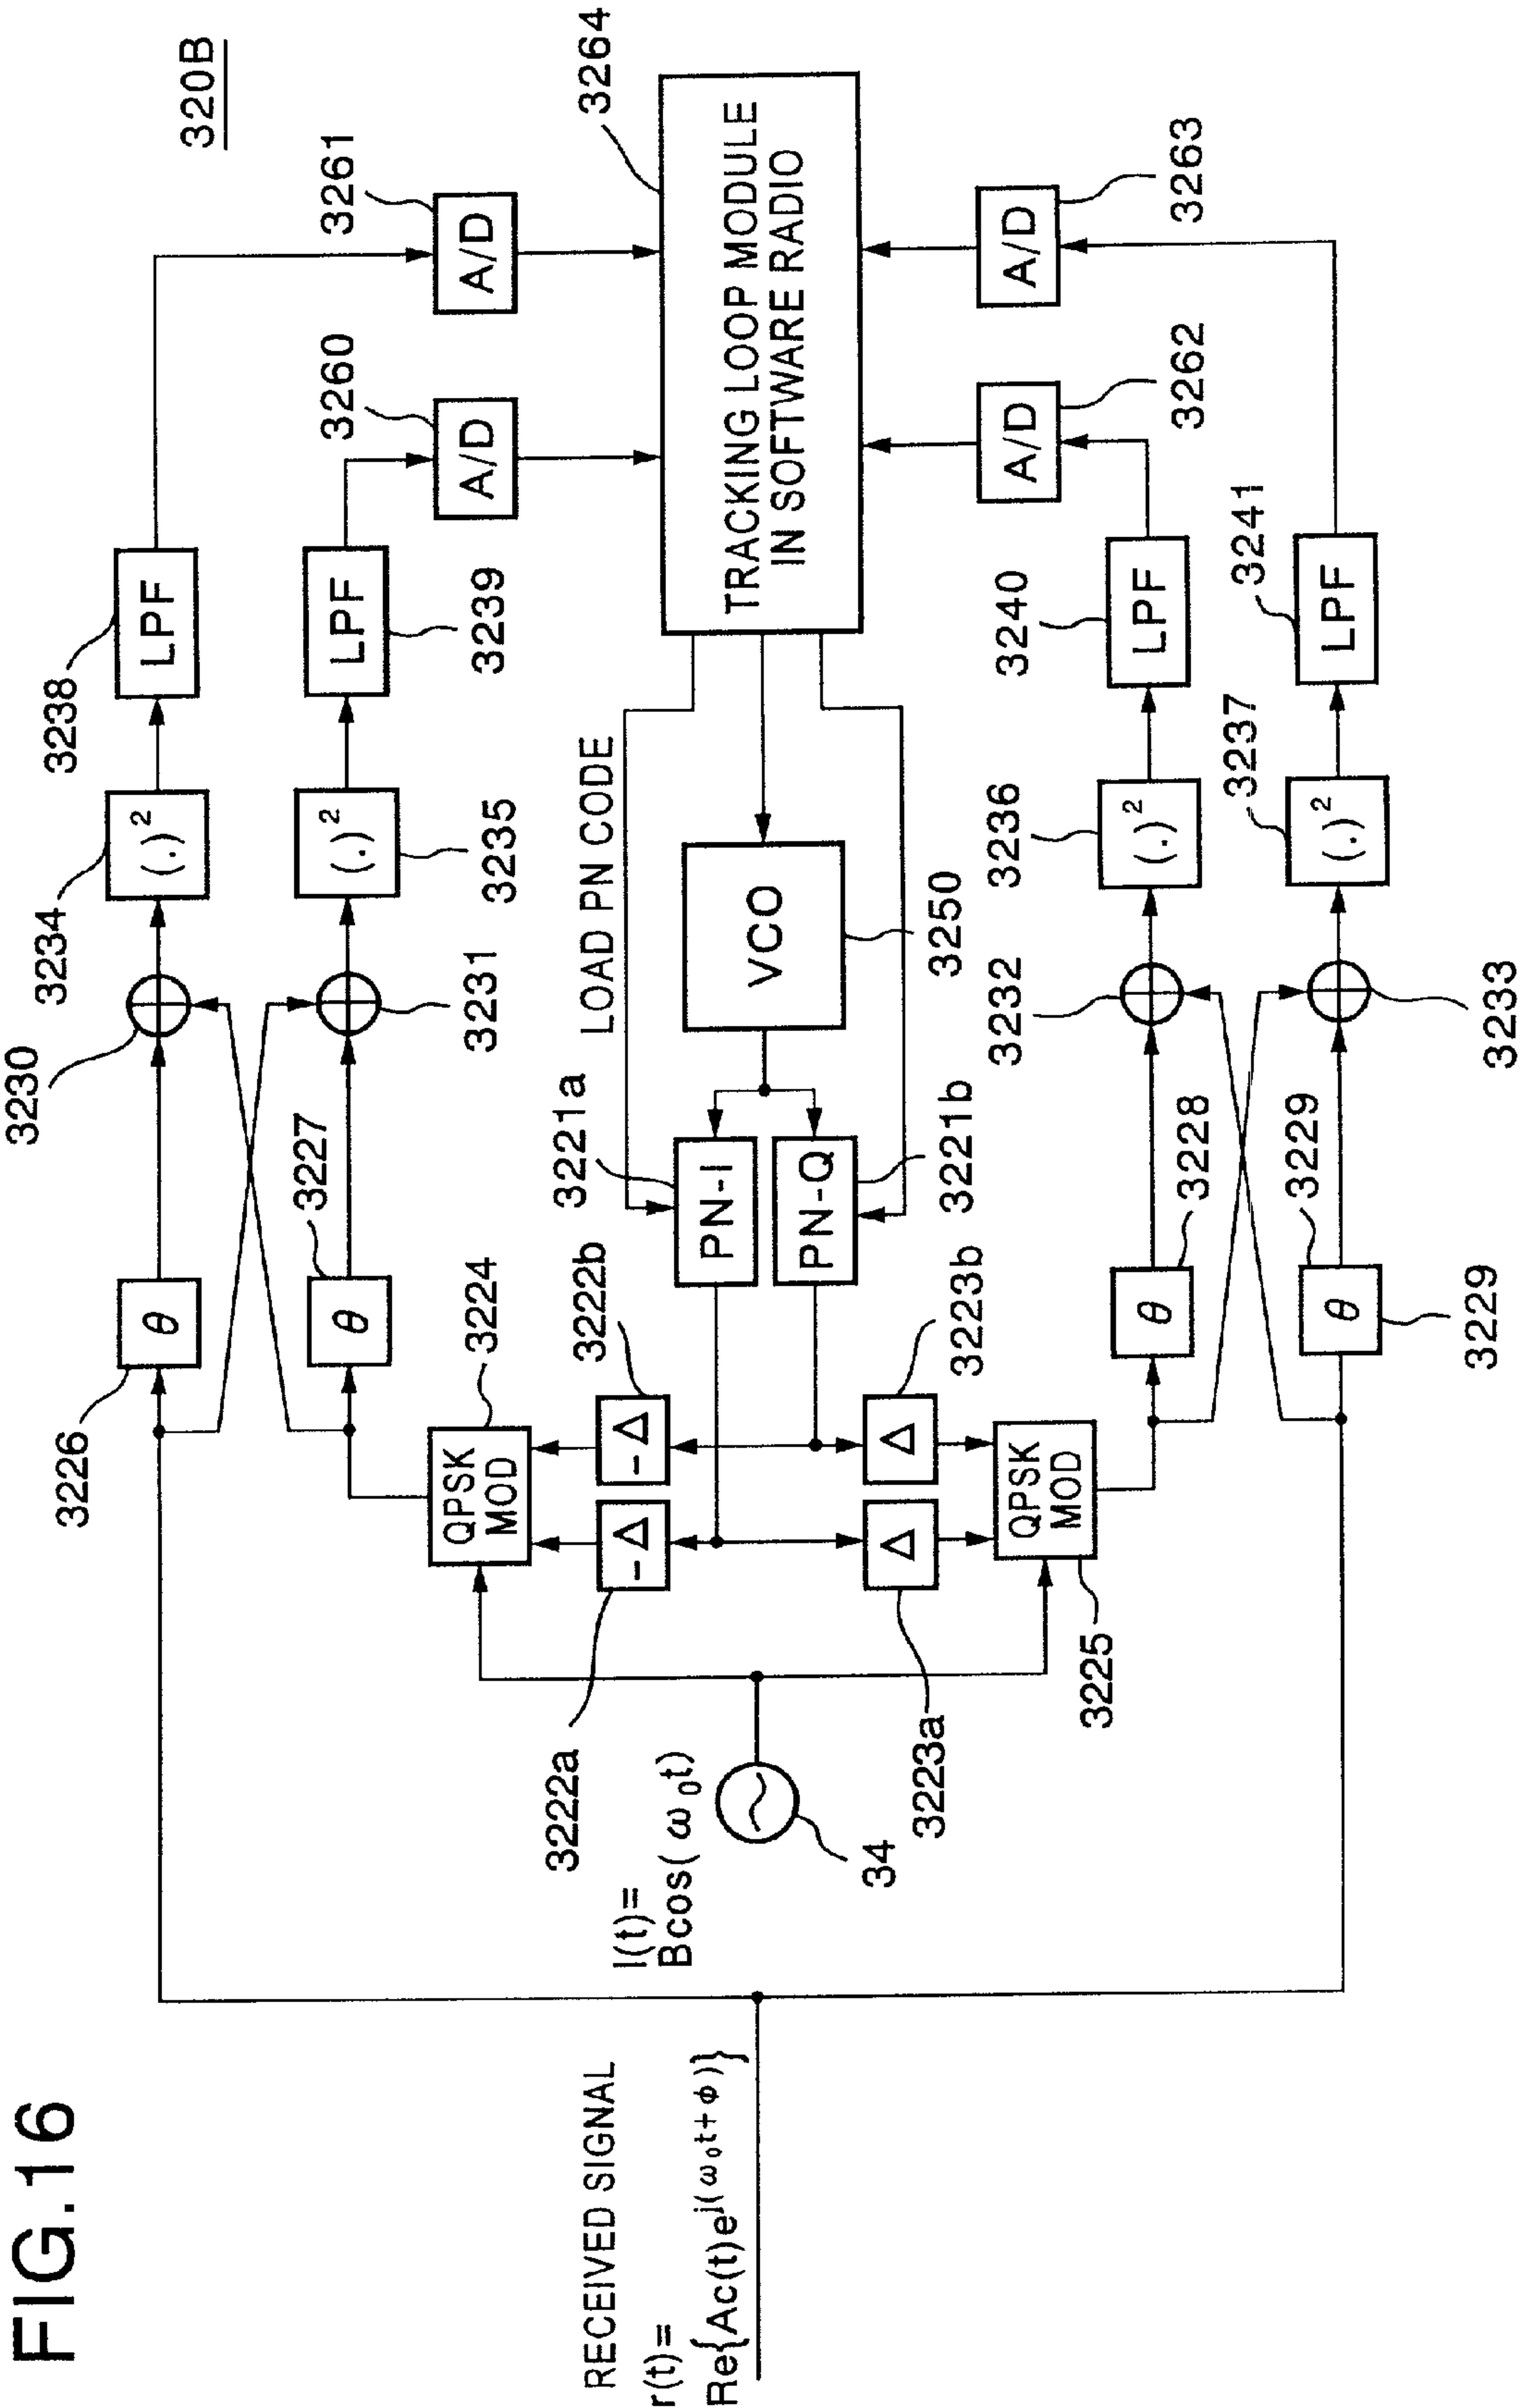 FIG.16
320B
3264
3261
A/D
3260
A/D
TRACKING LOOP MODULE
IN SOFTWARE RADIO
A/D
3263
A/D
3262
3238
LPF
LPF
3239
3240
LPF
3241
LPF
3234
(.)²
(.)²
3235
LOAD PN CODE
VCO
3250
3236
(.)²
3237
(.)²
3230
3231
3232
3233
3221a
PN-I
PN-Q
3221b
3226
θ
3227
θ
3224
QPSK
MOD
3222b
-Δ
-Δ
3222a
Δ
3223b
Δ
3223a
QPSK
MOD
3225
3228
θ
3229
θ
3229
l(t)=
Bcos(ω₀t)
34
RECEIVED SIGNAL
r(t)=
Re{Ac(t)e^j(ω₀t+ϕ)}